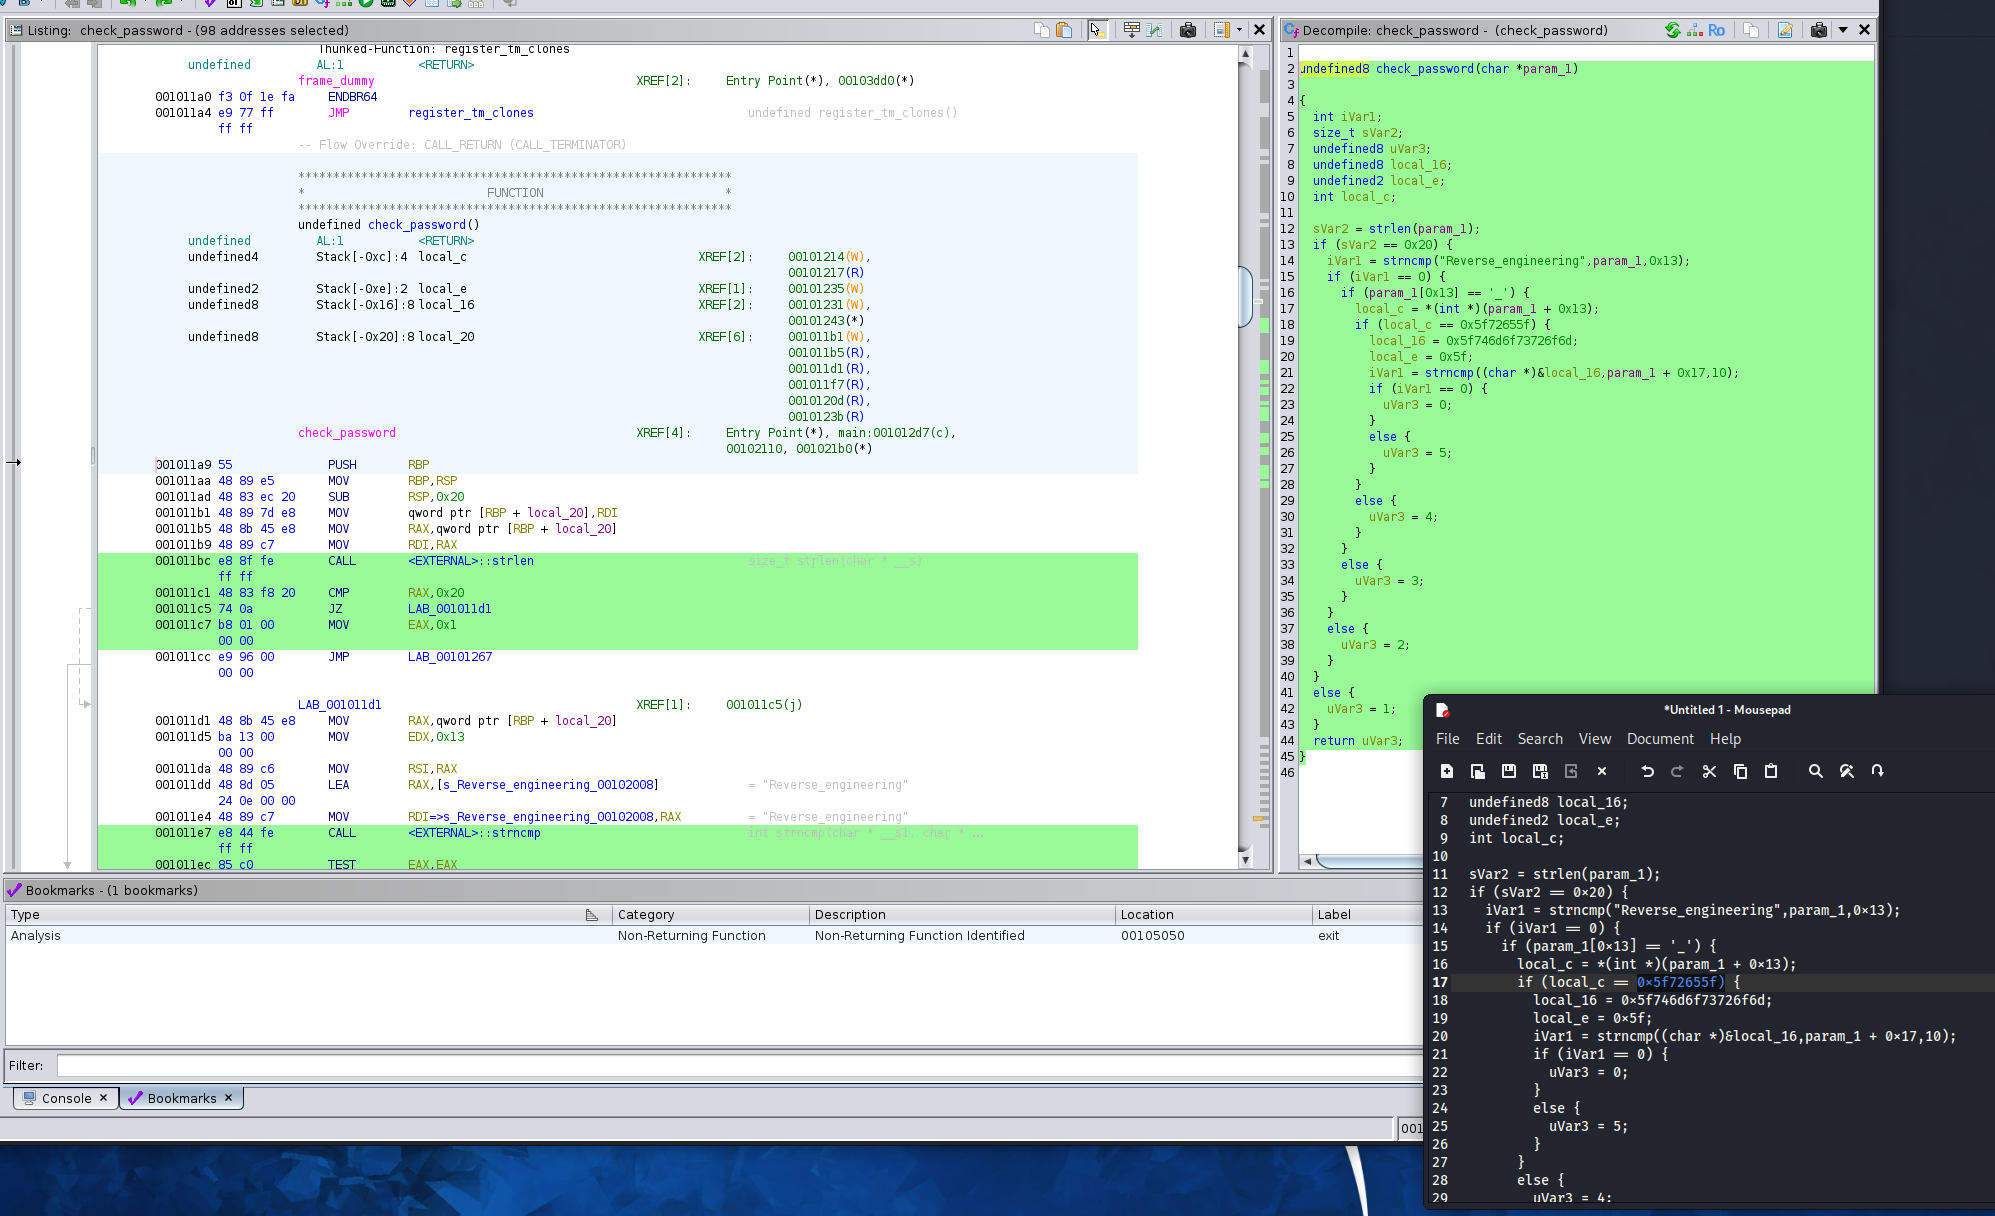 Listing: check_password - (98 addresses selected)
Thunked-Function: register_tm_clones
undefined AL:1 <RETURN>
frame_dummy XREF[2]: Entry Point(*), 00103dd0(*)
001011a0 f3 0f 1e fa ENDBR64
001011a4 e9 77 ff JMP register_tm_clones undefined register_tm_clones()
ff ff
-- Flow Override: CALL_RETURN (CALL_TERMINATOR)
**************************************************************
* FUNCTION *
**************************************************************
undefined check_password()
undefined AL:1 <RETURN>
undefined4 Stack[-0xc]:4 local_c XREF[2]: 00101214(W),
00101217(R)
undefined2 Stack[-0xe]:2 local_e XREF[1]: 00101235(W)
undefined8 Stack[-0x16]:8 local_16 XREF[2]: 00101231(W),
00101243(*)
undefined8 Stack[-0x20]:8 local_20 XREF[6]: 001011b1(W),
001011b5(R),
001011d1(R),
001011f7(R),
0010120d(R),
0010123b(R)
check_password XREF[4]: Entry Point(*), main:001012d7(c),
00102110, 001021b0(*)
001011a9 55 PUSH RBP
001011aa 48 89 e5 MOV RBP,RSP
001011ad 48 83 ec 20 SUB RSP,0x20
001011b1 48 89 7d e8 MOV qword ptr [RBP + local_20],RDI
001011b5 48 8b 45 e8 MOV RAX,qword ptr [RBP + local_20]
001011b9 48 89 c7 MOV RDI,RAX
001011bc e8 8f fe CALL <EXTERNAL>::strlen size_t strlen(char * __s)
ff ff
001011c1 48 83 f8 20 CMP RAX,0x20
001011c5 74 0a JZ LAB_001011d1
001011c7 b8 01 00 MOV EAX,0x1
00 00
001011cc e9 96 00 JMP LAB_00101267
00 00
LAB_001011d1 XREF[1]: 001011c5(j)
001011d1 48 8b 45 e8 MOV RAX,qword ptr [RBP + local_20]
001011d5 ba 13 00 MOV EDX,0x13
00 00
001011da 48 89 c6 MOV RSI,RAX
001011dd 48 8d 05 LEA RAX,[s_Reverse_engineering_00102008] = "Reverse_engineering"
24 0e 00 00
001011e4 48 89 c7 MOV RDI=>s_Reverse_engineering_00102008,RAX = "Reverse_engineering"
001011e7 e8 44 fe CALL <EXTERNAL>::strncmp int strncmp(char * __s1, char * ...
ff ff
001011ec 85 c0 TEST EAX,EAX
Decompile: check_password - (check_password) Ro
1
2 undefined8 check_password(char *param_1)
3
4 {
5 int iVar1;
6 size_t sVar2;
7 undefined8 uVar3;
8 undefined8 local_16;
9 undefined2 local_e;
10 int local_c;
11
12 sVar2 = strlen(param_1);
13 if (sVar2 == 0x20) {
14 iVar1 = strncmp("Reverse_engineering",param_1,0x13);
15 if (iVar1 == 0) {
16 if (param_1[0x13] == '_') {
17 local_c = *(int *)(param_1 + 0x13);
18 if (local_c == 0x5f72655f) {
19 local_16 = 0x5f746d6f73726f6d;
20 local_e = 0x5f;
21 iVar1 = strncmp((char *)&local_16,param_1 + 0x17,10);
22 if (iVar1 == 0) {
23 uVar3 = 0;
24 }
25 else {
26 uVar3 = 5;
27 }
28 }
29 else {
30 uVar3 = 4;
31 }
32 }
33 else {
34 uVar3 = 3;
35 }
36 }
37 else {
38 uVar3 = 2;
39 }
40 }
41 else {
42 uVar3 = 1;
43 }
44 return uVar3;
45 }
46
Bookmarks - (1 bookmarks)
Type Category Description Location Label
Analysis Non-Returning Function Non-Returning Function Identified 00105050 exit
Filter:
Console Bookmarks
001
*Untitled 1 - Mousepad
File Edit Search View Document Help
7 undefined8 local_16;
8 undefined2 local_e;
9 int local_c;
10
11 sVar2 = strlen(param_1);
12 if (sVar2 == 0×20) {
13 iVar1 = strncmp("Reverse_engineering",param_1,0×13);
14 if (iVar1 == 0) {
15 if (param_1[0×13] == '_') {
16 local_c = *(int *)(param_1 + 0×13);
17 if (local_c == 0×5f72655f) {
18 local_16 = 0×5f746d6f73726f6d;
19 local_e = 0×5f;
20 iVar1 = strncmp((char *)&local_16,param_1 + 0×17,10);
21 if (iVar1 == 0) {
22 uVar3 = 0;
23 }
24 else {
25 uVar3 = 5;
26 }
27 }
28 else {
29 uVar3 = 4;